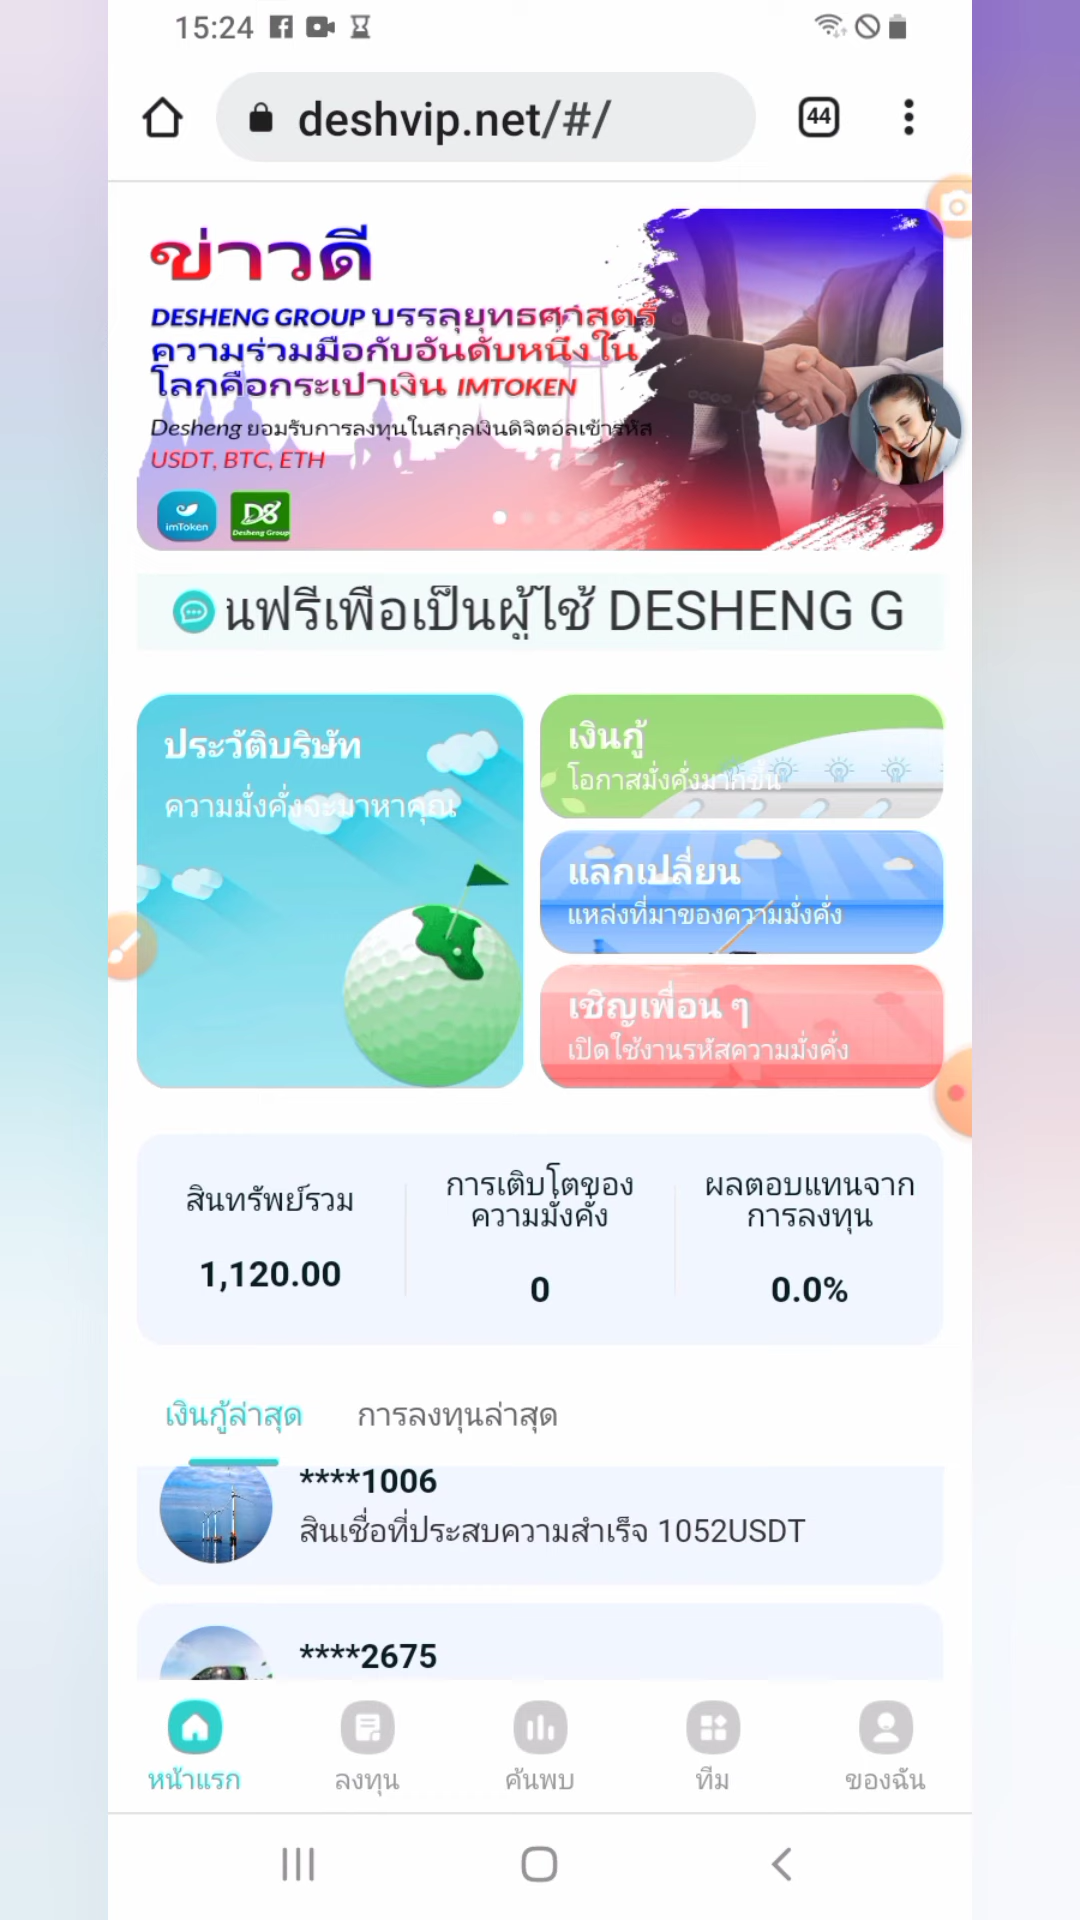 15:24
deshvip.net/#/
44
ข่าวดี
DESHENG GROUP บรรลุยุทธศาสตร์
ความร่วมมือกับอันดับหนึ่งใน
โลกคือกระเป๋าเงิน IMTOKEN
Desheng ยอมรับการลงทุนในสกุลเงินดิจิตอลเข้ารหัส
USDT, BTC, ETH
imToken
D8
Desheng Group
นฟรีเพื่อเป็นผู้ใช้ DESHENG G
ประวัติบริษัท
ความมั่งคั่งจะมาหาคุณ
เงินกู้
โอกาสมั่งคั่งมากขึ้น
แลกเปลี่ยน
แหล่งที่มาของความมั่งคั่ง
เชิญเพื่อน ๆ
เปิดใช้งานรหัสความมั่งคั่ง
สินทรัพย์รวม
1,120.00
การเติบโตของ
ความมั่งคั่ง
0
ผลตอบแทนจาก
การลงทุน
0.0%
เงินกู้ล่าสุด
การลงทุนล่าสุด
****1006
สินเชื่อที่ประสบความสำเร็จ 1052USDT
****2675
หน้าแรก
ลงทุน
ค้นพบ
ทีม
ของฉัน